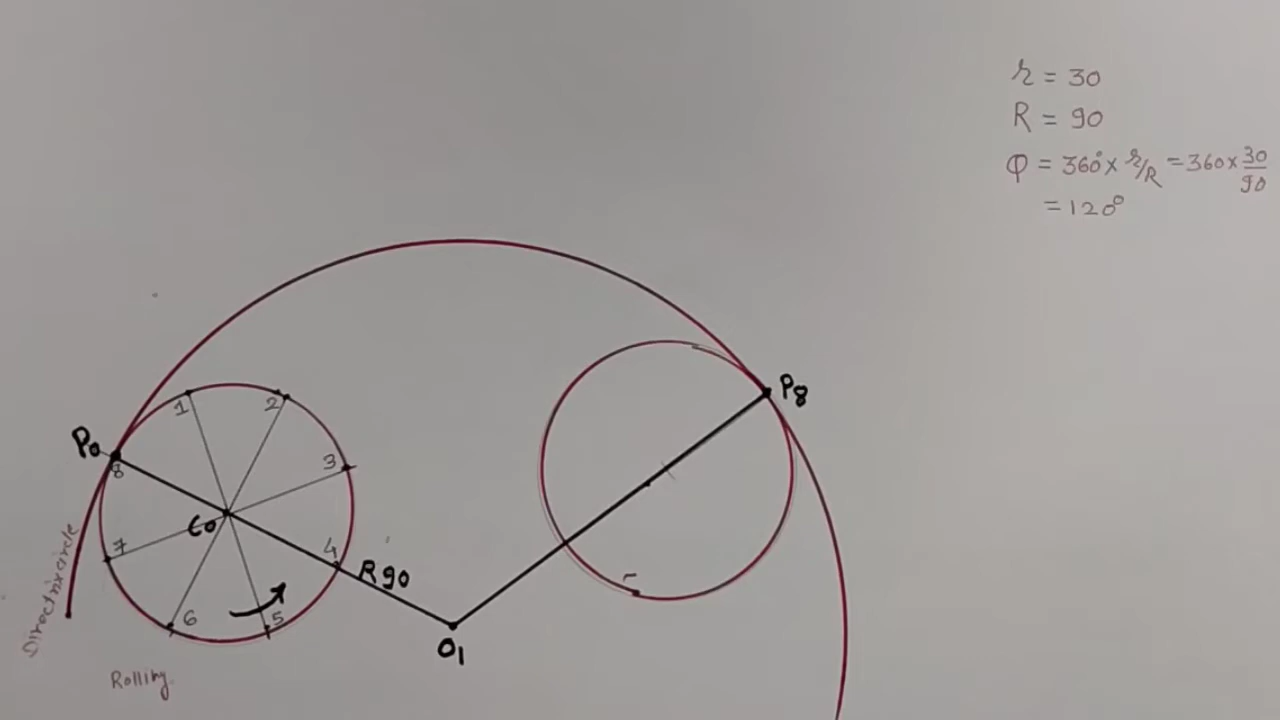 r = 30
R = 90
φ = 360° × r/R = 360 × 30/90
= 120°
P8
1
2
P0
8
3
C0
7
4
R90
Directrix circle
6
5
O1
Rolling